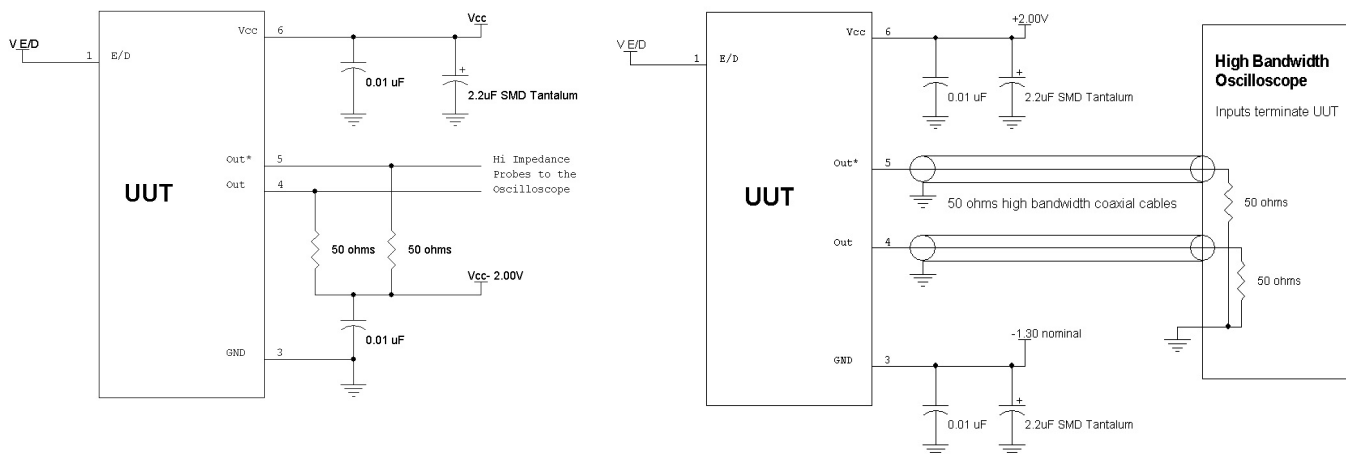 Vcc
Vcc
6
V E/D
1
E/D
0.01 uF
2.2uF SMD Tantalum
+
Out*
5
Hi Impedance
Probes to the
Oscilloscope
Out
4
UUT
50 ohms
50 ohms
Vcc- 2.00V
0.01 uF
GND
3
+2.00V
Vcc
6
V E/D
1
E/D
0.01 uF
+
2.2uF SMD Tantalum
High Bandwidth
Oscilloscope
Inputs terminate UUT
Out*
5
UUT
50 ohms high bandwidth coaxial cables
50 ohms
Out
4
50 ohms
-1.30 nominal
GND
3
0.01 uF
+
2.2uF SMD Tantalum